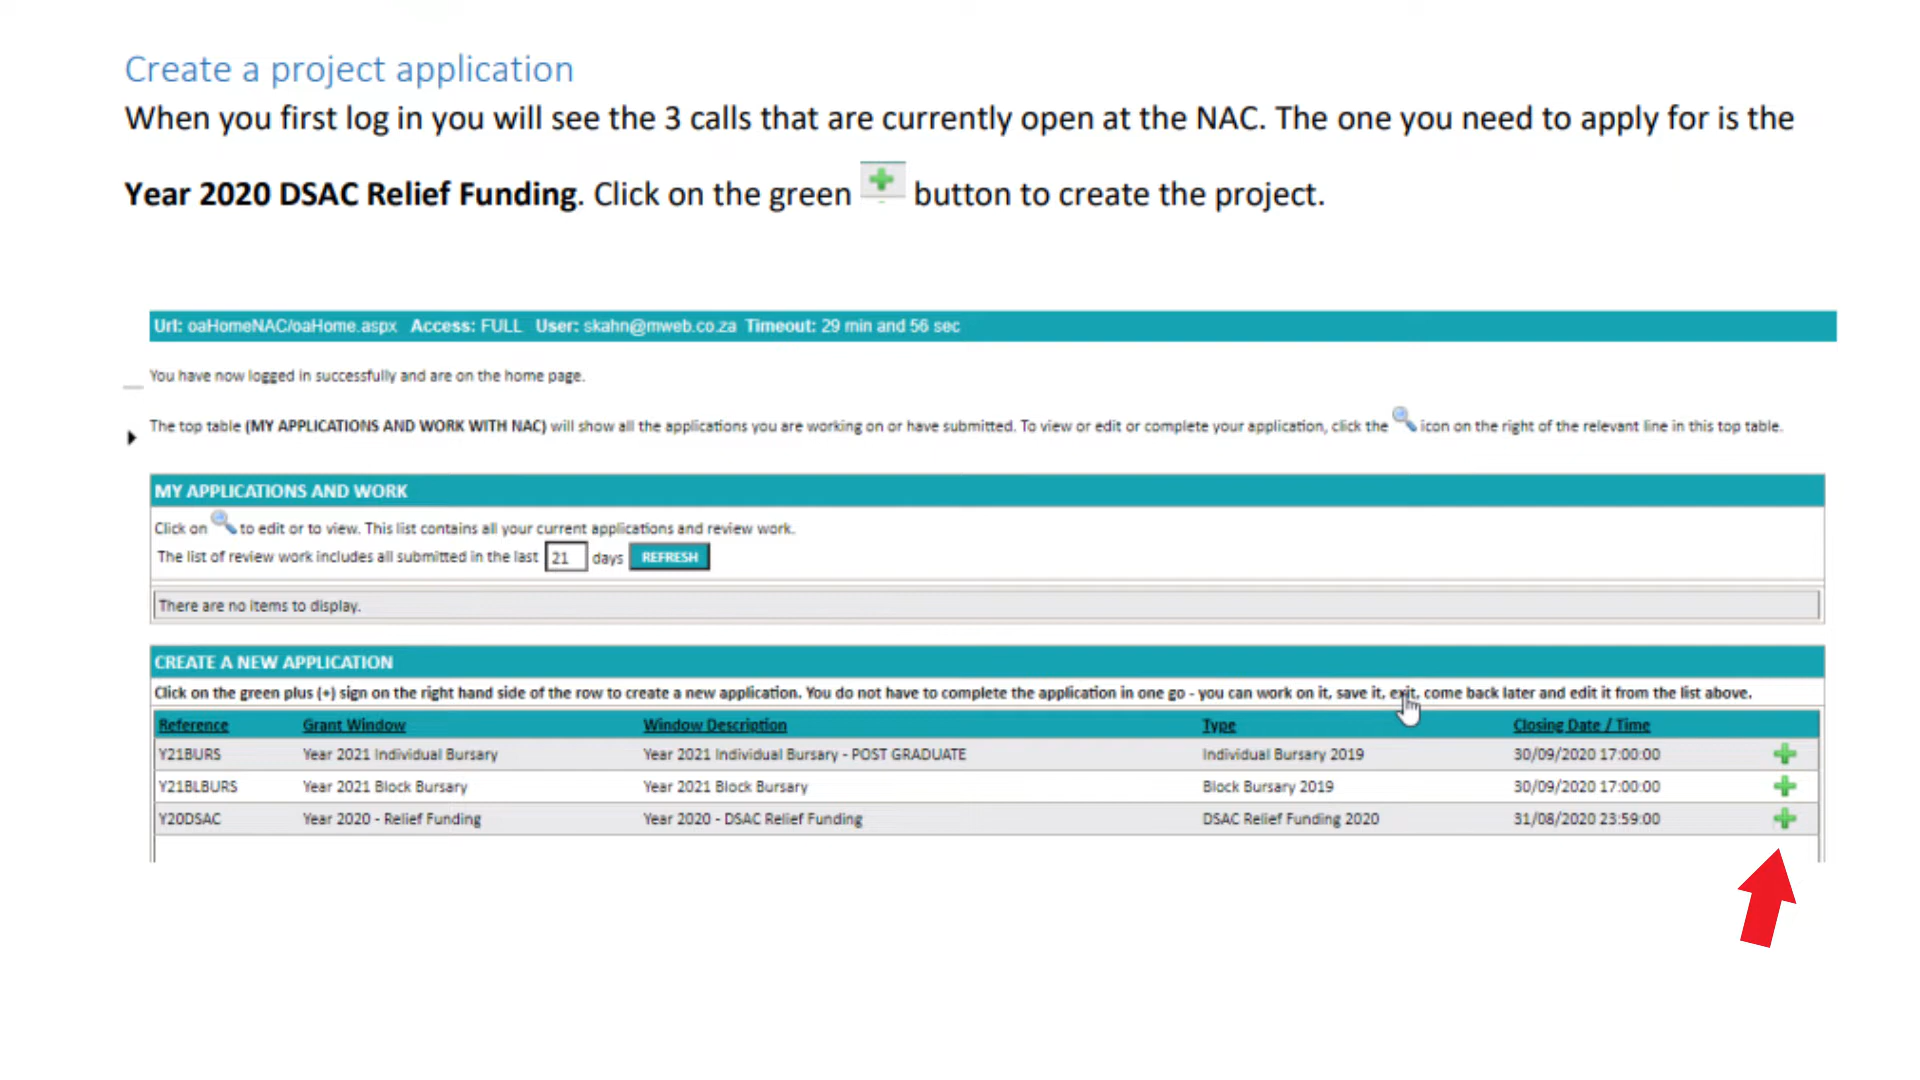 Create a project application
When you first log in you will see the 3 calls that are currently open at the NAC. The one you need to apply for is the
Year 2020 DSAC Relief Funding. Click on the green button to create the project.
Url: oaHomeNAC/oaHome.aspx Access: FULL User: skahn@mweb.co.za Timeout: 29 min and 56 sec
You have now logged in successfully and are on the home page.
The top table (MY APPLICATIONS AND WORK WITH NAC) will show all the applications you are working on or have submitted. To view or edit or complete your application, click the icon on the right of the relevant line in this top table.
MY APPLICATIONS AND WORK
Click on to edit or to view. This list contains all your current applications and review work.
The list of review work includes all submitted in the last 21 days REFRESH
There are no items to display.
CREATE A NEW APPLICATION
Click on the green plus (+) sign on the right hand side of the row to create a new application. You do not have to complete the application in one go - you can work on it, save it, exit, come back later and edit it from the list above.
Reference Grant Window Window Description Type Closing Date / Time
Y21BURS Year 2021 Individual Bursary Year 2021 Individual Bursary - POST GRADUATE Individual Bursary 2019 30/09/2020 17:00:00
Y21BLBURS Year 2021 Block Bursary Year 2021 Block Bursary Block Bursary 2019 30/09/2020 17:00:00
Y20DSAC Year 2020 - Relief Funding Year 2020 - DSAC Relief Funding DSAC Relief Funding 2020 31/08/2020 23:59:00